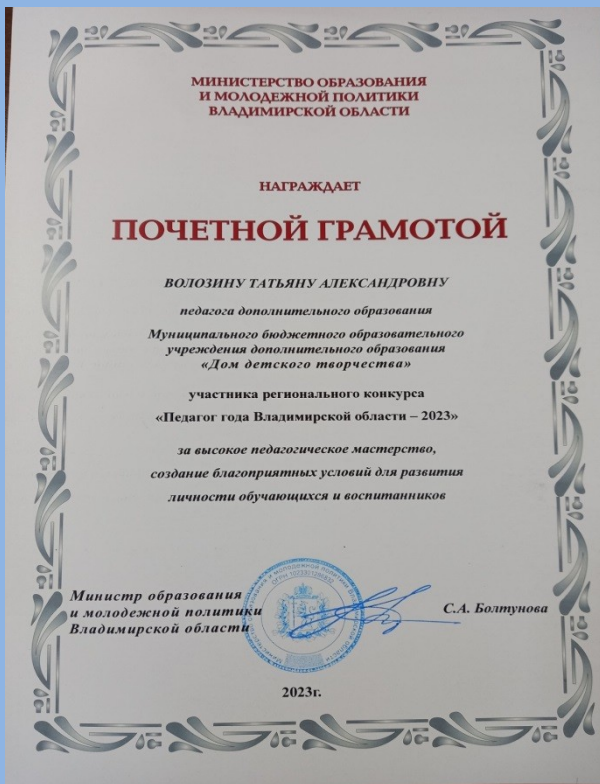 МИНИСТЕРСТВО ОБРАЗОВАНИЯ
И МОЛОДЕЖНОЙ ПОЛИТИКИ
ВЛАДИМИРСКОЙ ОБЛАСТИ
НАГРАЖДАЕТ
ПОЧЕТНОЙ ГРАМОТОЙ
ВОЛОЗИНУ ТАТЬЯНУ АЛЕКСАНДРОВНУ
педагога дополнительного образования
Муниципального бюджетного образовательного
учреждения дополнительного образования
«Дом детского творчества»
участника регионального конкурса
«Педагог года Владимирской области – 2023»
за высокое педагогическое мастерство,
создание благоприятных условий для развития
личности обучающихся и воспитанников
Министр образования
и молодежной политики
Владимирской области
С.А. Болтунова
2023г.